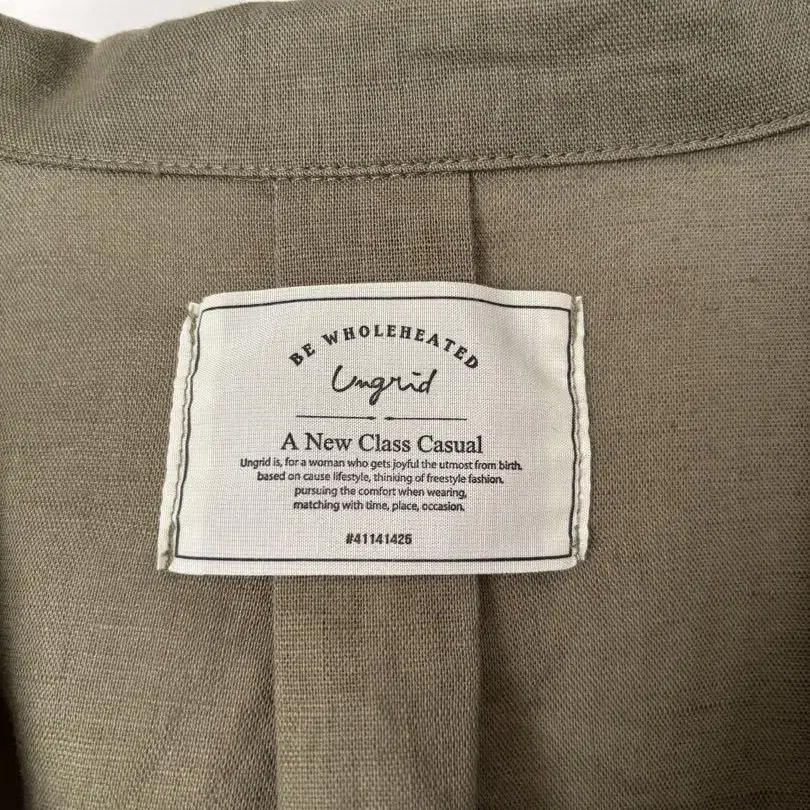 BE WHOLEHEATED
Ungrid
A New Class Casual
Ungrid is, for a woman who gets joyful the utmost from birth.
based on cause lifestyle, thinking of freestyle fashion.
pursuing the comfort when wearing,
matching with time, place, occasion.
#41141425